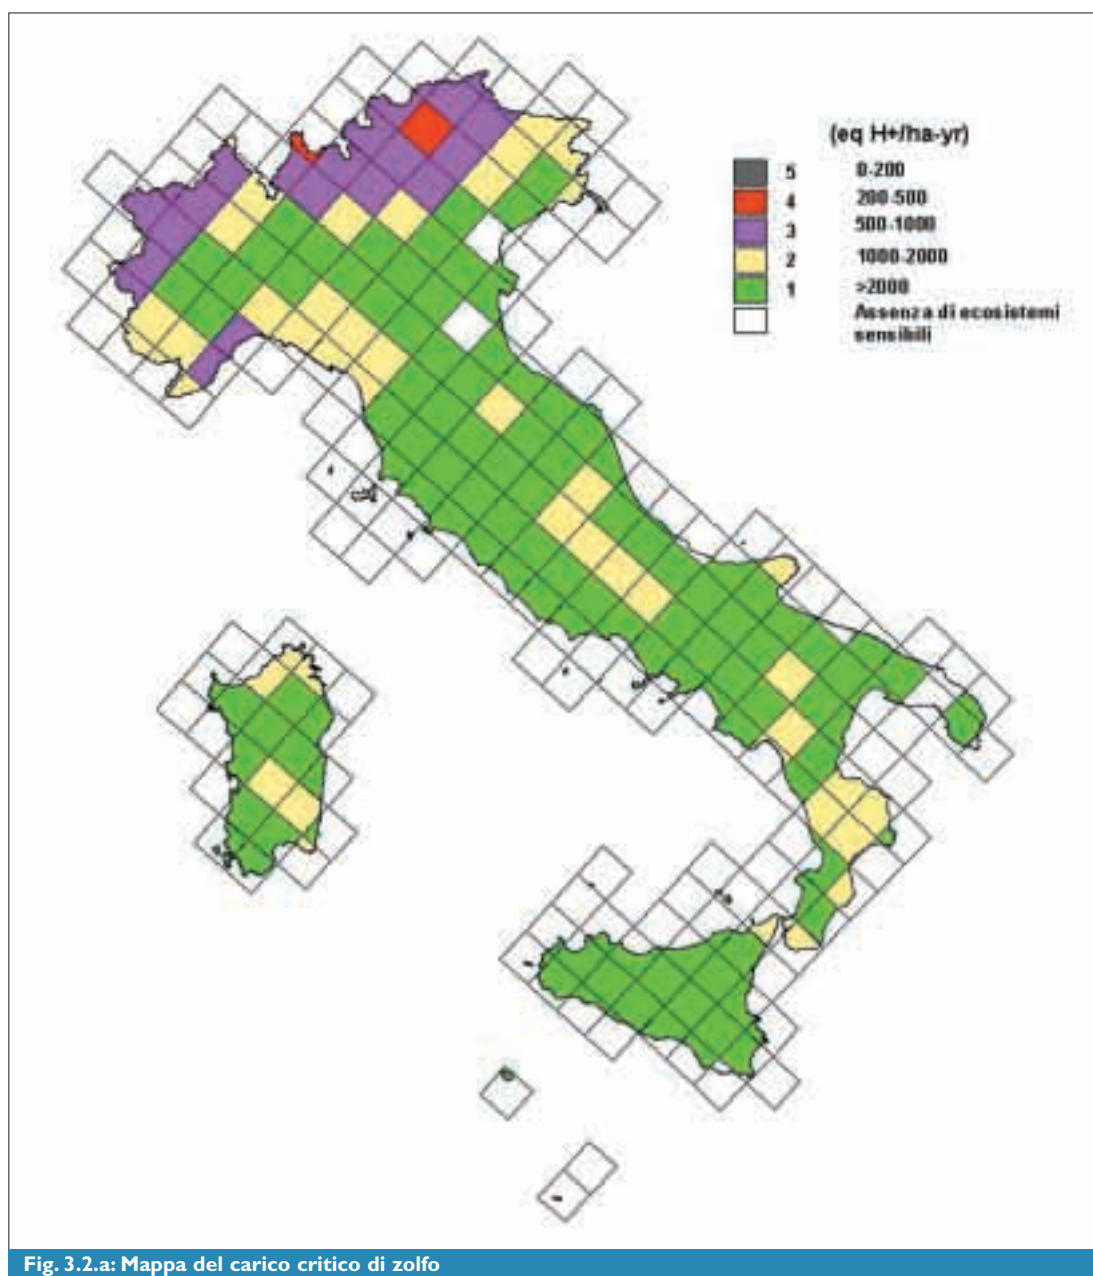 (eq H+/ha-yr)
5 0-200
4 200-500
3 500-1000
2 1000-2000
1 >2000
Assenza di ecosistemi
sensibili
Fig. 3.2.a: Mappa del carico critico di zolfo